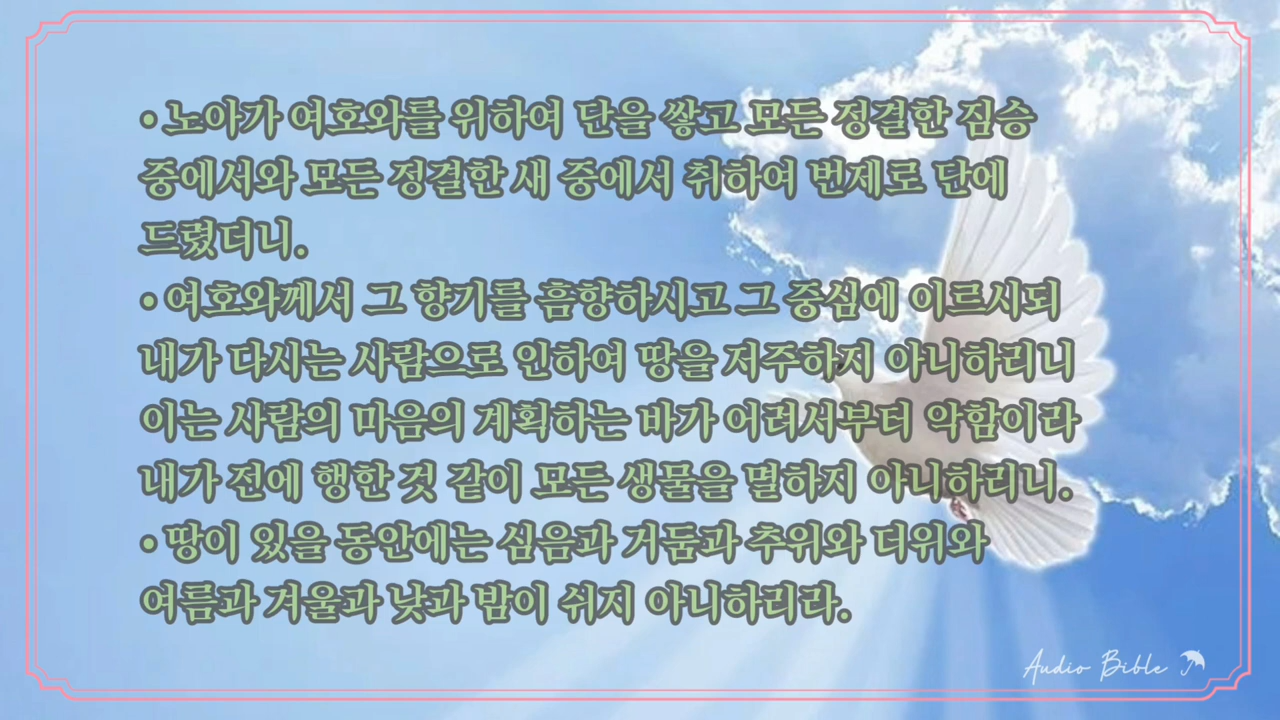 • 노아가 여호와를 위하여 단을 쌓고 모든 정결한 짐승
중에서와 모든 정결한 새 중에서 취하여 번제로 단에
드렸더니.
• 여호와께서 그 향기를 흠향하시고 그 중심에 이르시되
내가 다시는 사람으로 인하여 땅을 저주하지 아니하리니
이는 사람의 마음의 계획하는 바가 어려서부터 악함이라
내가 전에 행한 것 같이 모든 생물을 멸하지 아니하리니.
• 땅이 있을 동안에는 심음과 거둠과 추위와 더위와
여름과 겨울과 낮과 밤이 쉬지 아니하리라.
Audio Bible